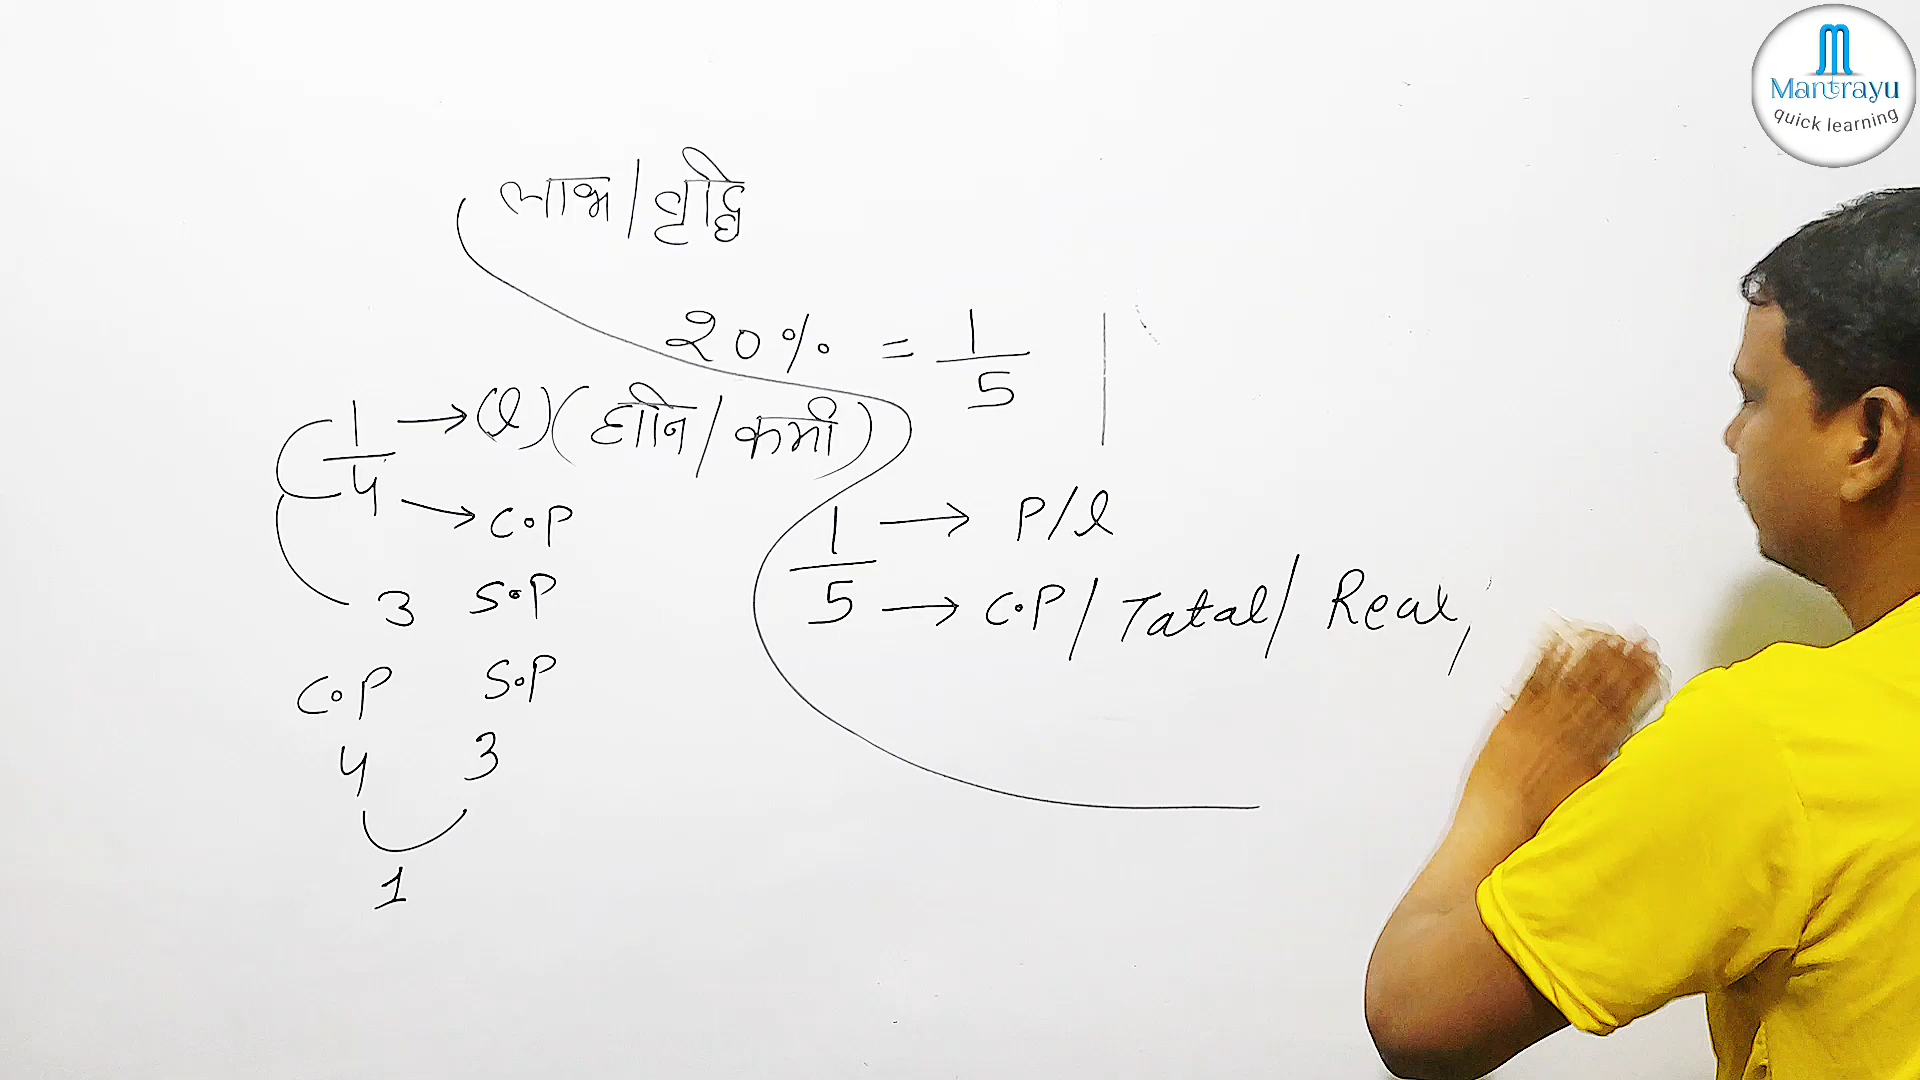 Mantrayu
quick learning
लाभ / वृद्धि
20% = 1/5
1/4 → (l) (हानि / कमी)
→ C.P
3 S.P
C.P S.P
4 3
1
1/5 → P/l
→ C.P / Tatal / Real /